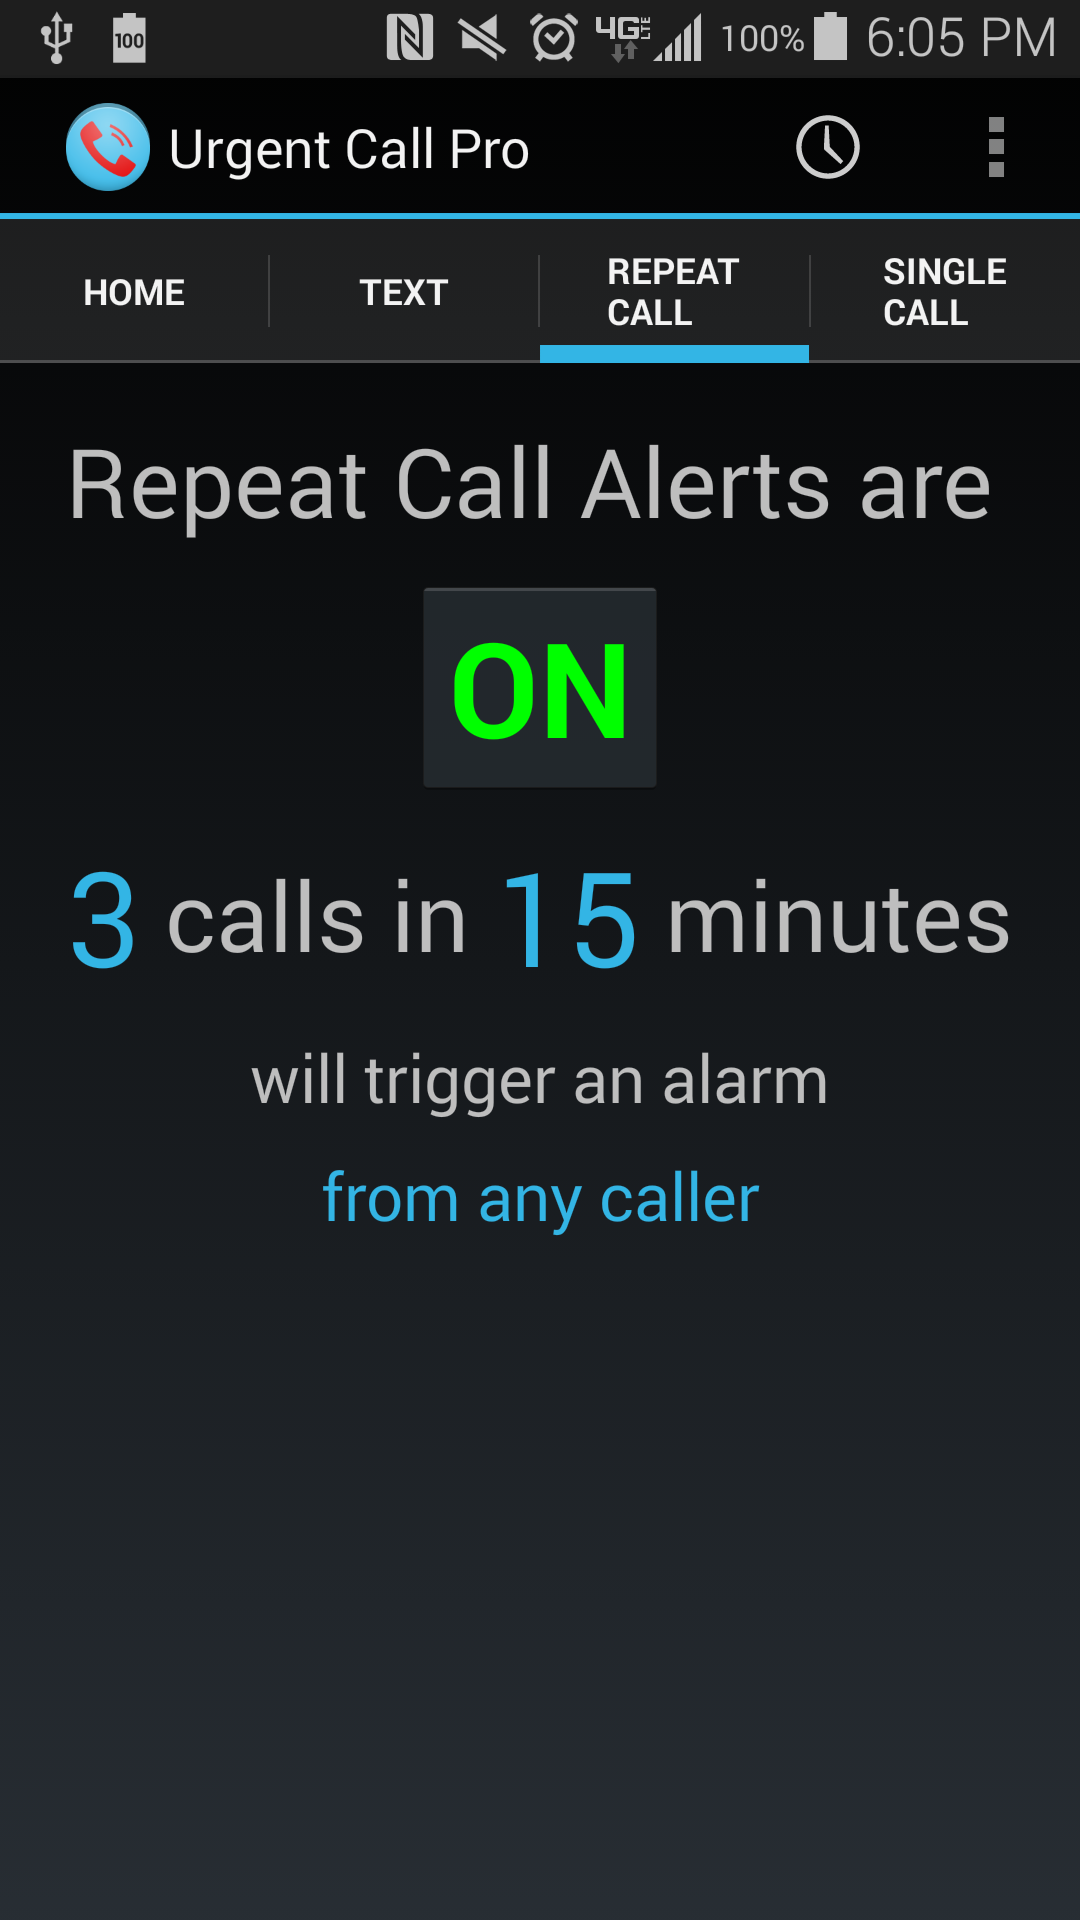 100 4G LTE 100% 6:05 PM
Urgent Call Pro
HOME TEXT REPEAT CALL SINGLE CALL
Repeat Call Alerts are
ON
3 calls in 15 minutes
will trigger an alarm
from any caller